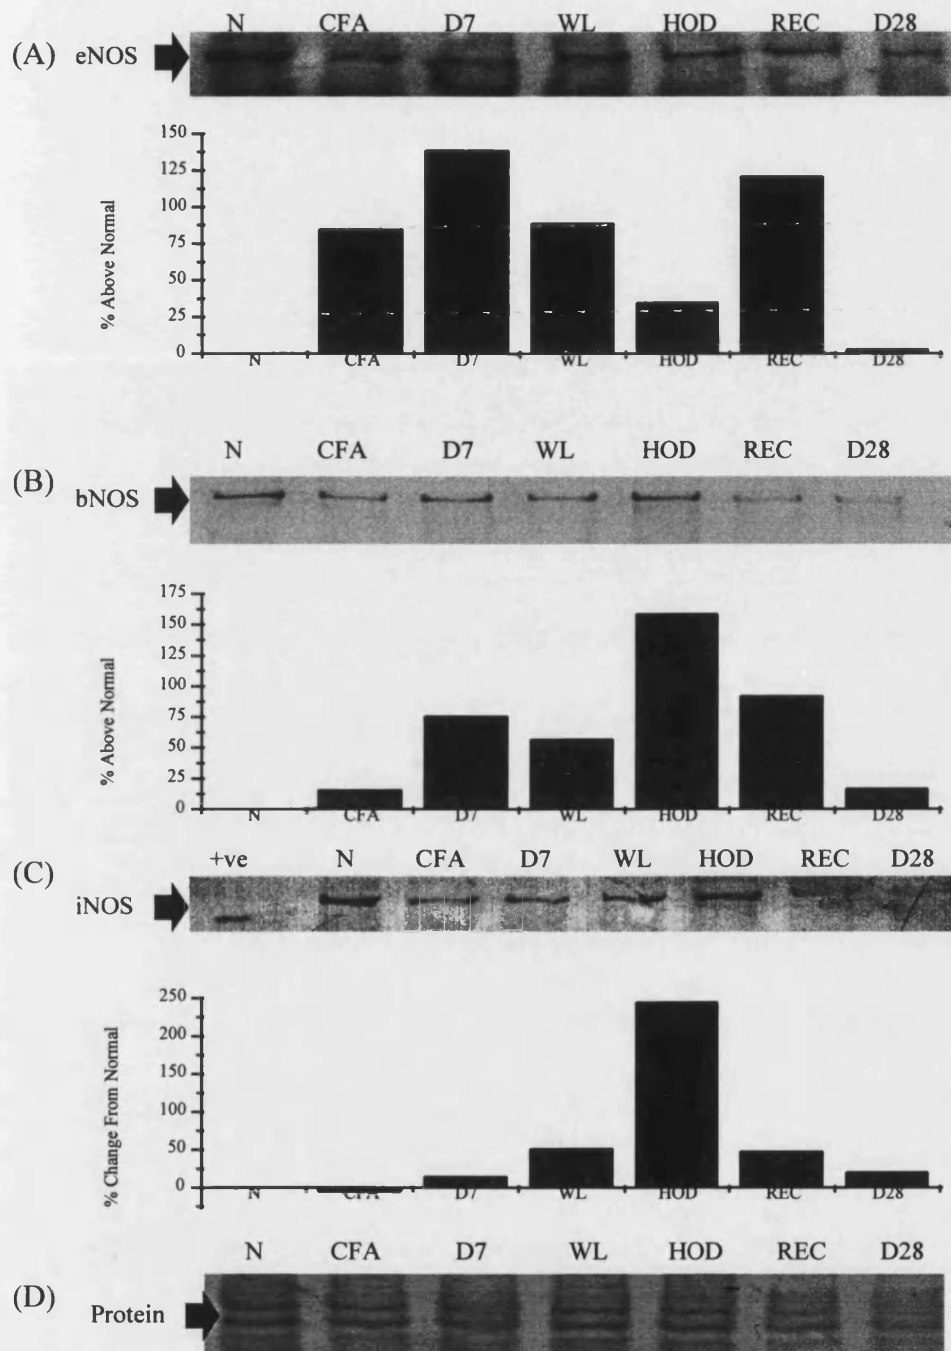 N CFA D7 WL HOD REC D28
(A) eNOS
150
125
100
75
50
25
0
% Above Normal
N CFA D7 WL HOD REC D28
N CFA D7 WL HOD REC D28
(B)
bNOS
175
150
125
100
75
50
25
0
% Above Normal
N CFA D7 WL HOD REC D28
+ve N CFA D7 WL HOD REC D28
(C)
iNOS
250
200
150
100
50
0
% Change From Normal
N CFA D7 WL HOD REC D28
N CFA D7 WL HOD REC D28
(D)
Protein